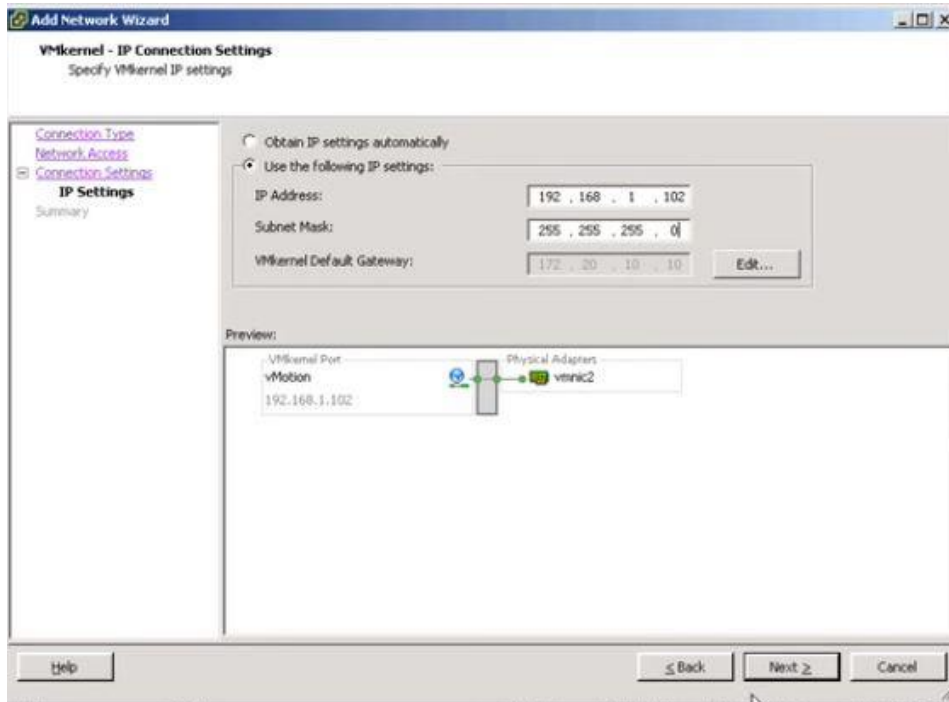 Add Network Wizard
VMkernel - IP Connection Settings
Specify VMkernel IP settings
Connection Type
Network Access
Connection Settings
IP Settings
Summary
Obtain IP settings automatically
Use the following IP settings:
IP Address: 192 . 168 . 1 . 102
Subnet Mask: 255 . 255 . 255 . 0
VMkernel Default Gateway: 172 . 20 . 10 . 10 Edit...
Preview:
VMkernel Port Physical Adapters
vMotion vmnic2
192.168.1.102
Help ≤ Back Next ≥ Cancel